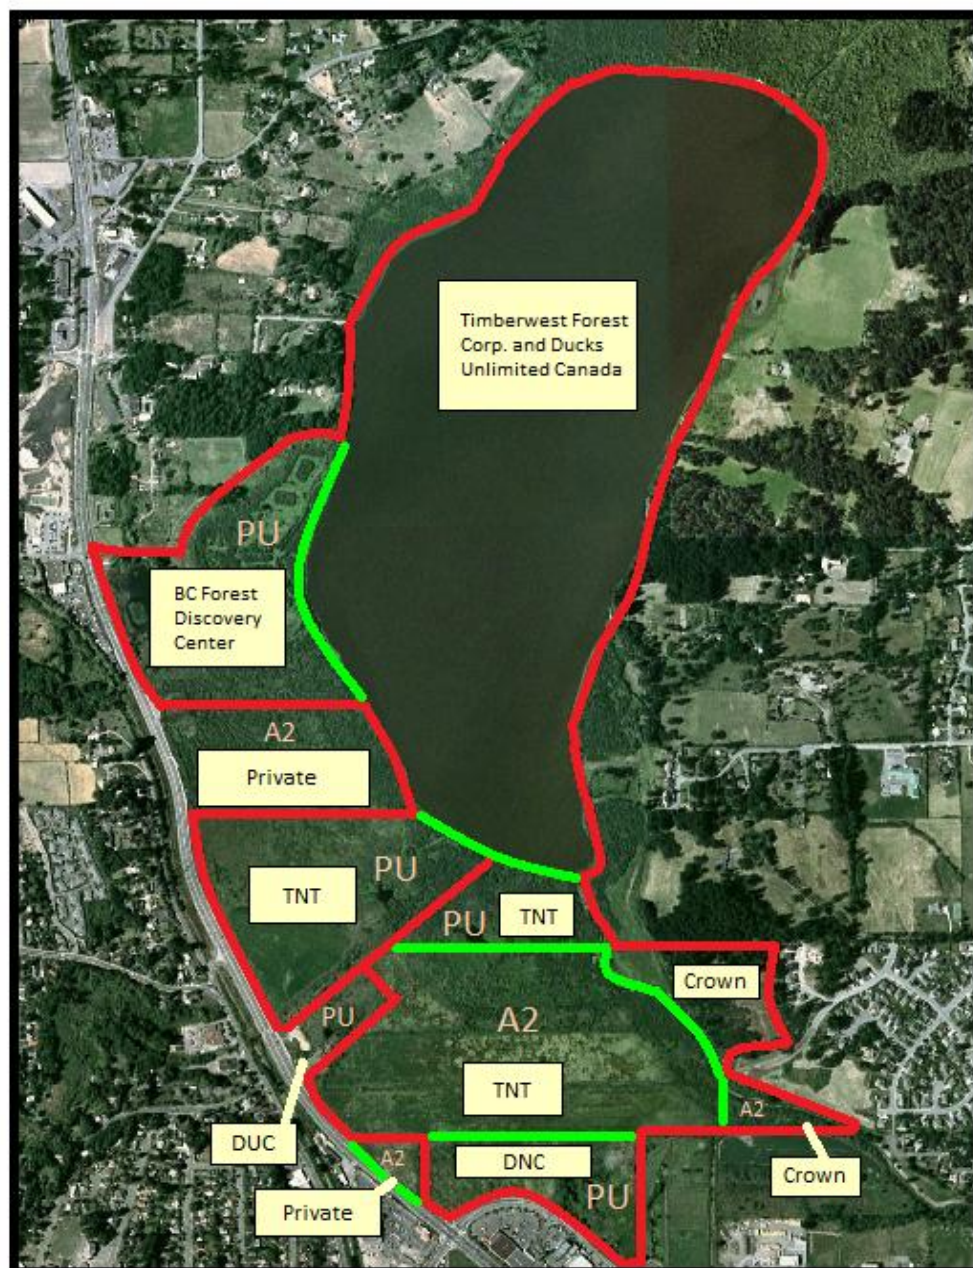 Timberwest Forest
Corp. and Ducks
Unlimited Canada
PU
BC Forest
Discovery
Center
A2
Private
PU
TNT
PU
TNT
Crown
PU
A2
TNT
A2
DUC
A2
DNC
Crown
PU
Private